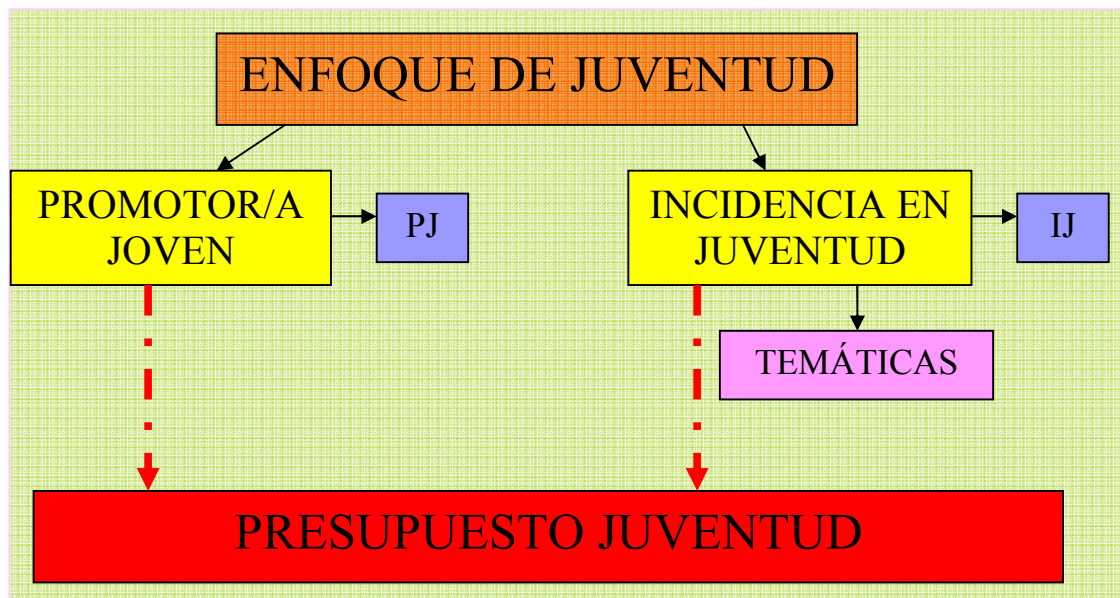 ENFOQUE DE JUVENTUD
PROMOTOR/A
JOVEN
PJ
INCIDENCIA EN
JUVENTUD
IJ
TEMÁTICAS
PRESUPUESTO JUVENTUD